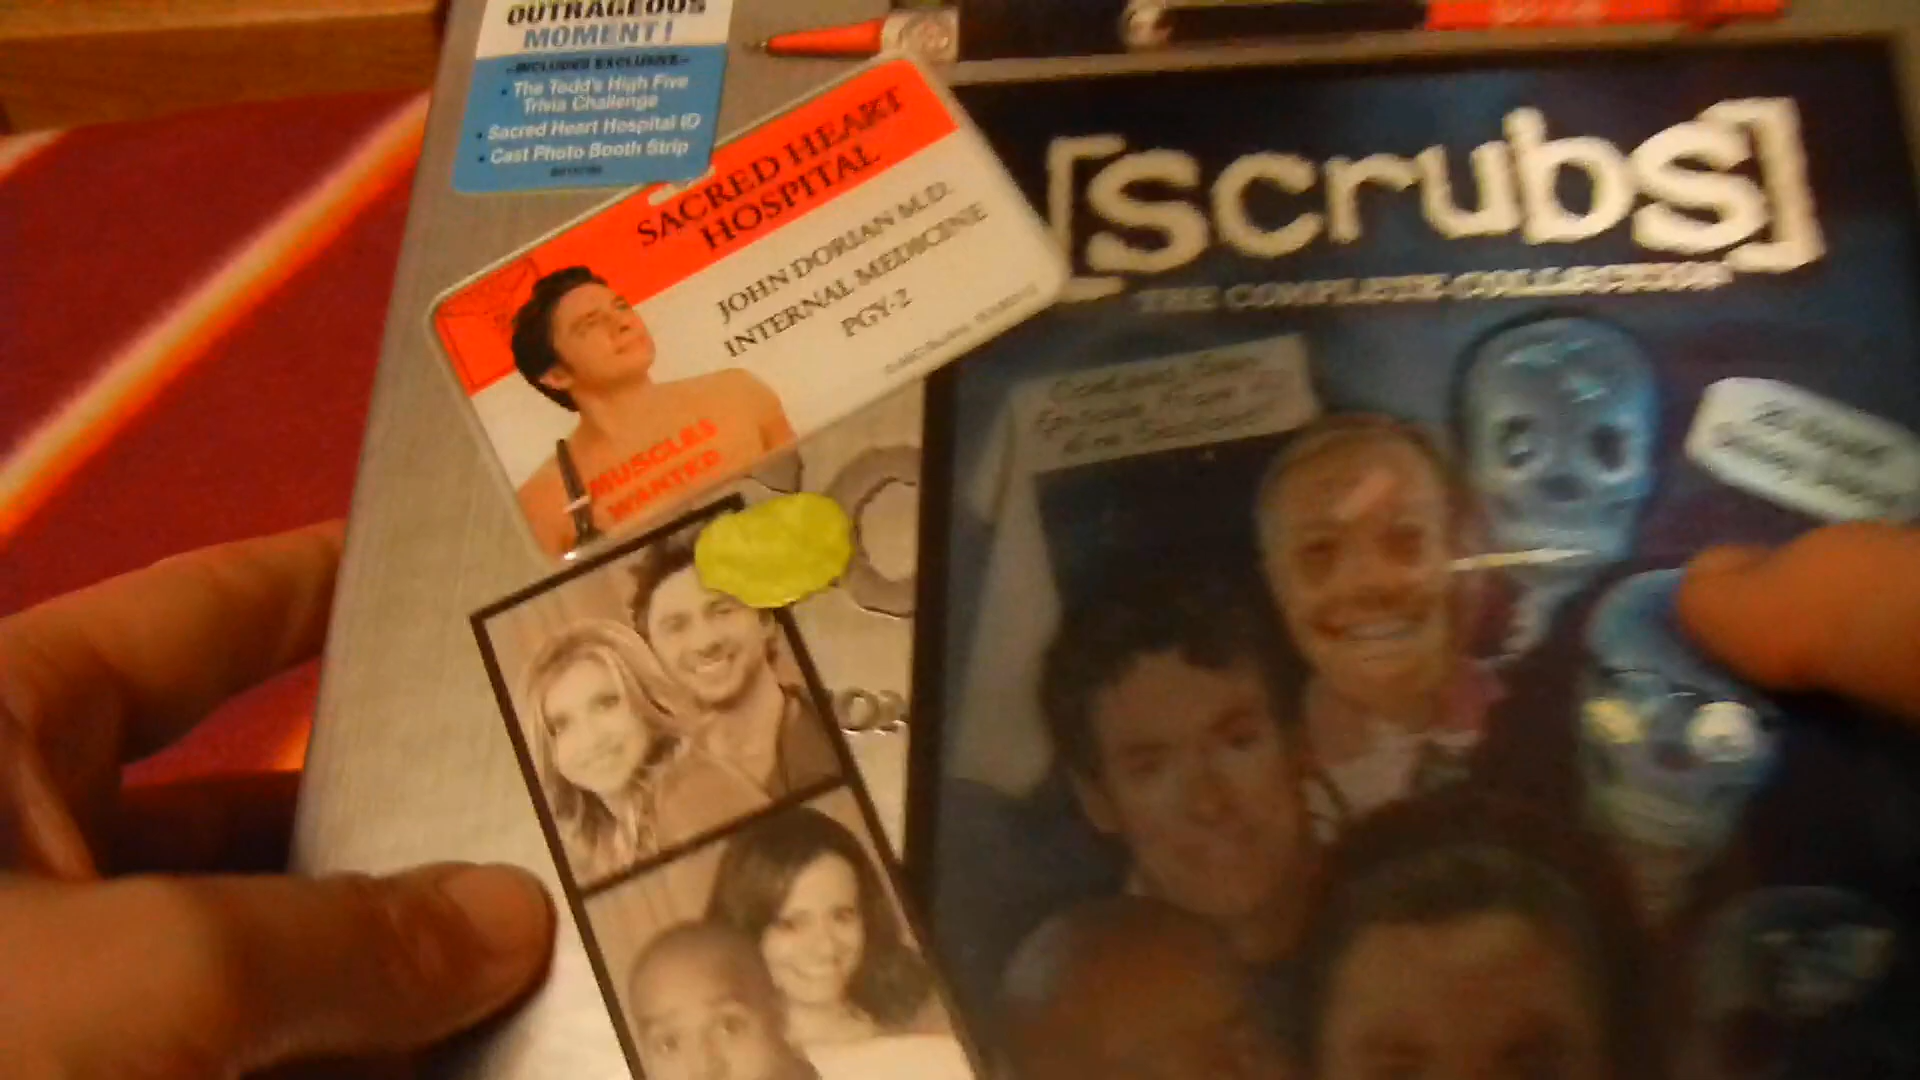 OUTRAGEOUS
MOMENT!
-INCLUDES EXCLUSIVE-
• The Todd's High Five
Trivia Challenge
• Sacred Heart Hospital ID
• Cast Photo Booth Strip
SACRED HEART
HOSPITAL
JOHN DORIAN M.D.
INTERNAL MEDICINE
PGY-2
MUSCLES
WANTED
[scrubs]
THE COMPLETE COLLECTION